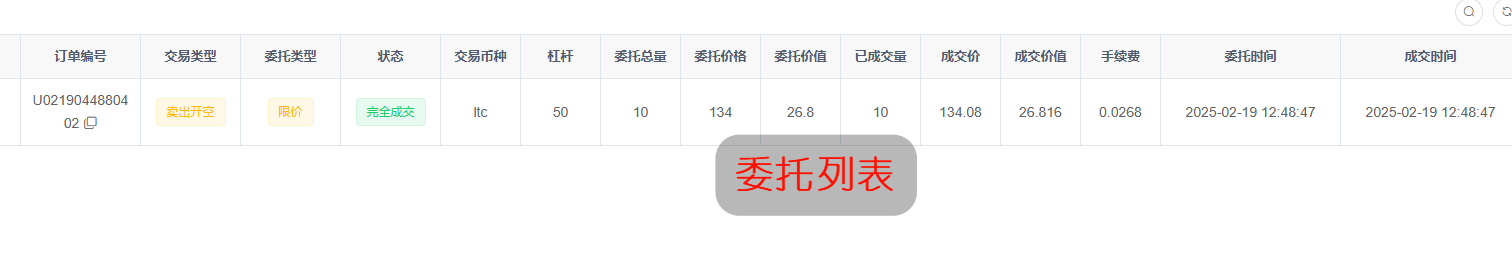 订单编号 交易类型 委托类型 状态 交易币种 杠杆 委托总量 委托价格 委托价值 已成交量 成交价 成交价值 手续费 委托时间 成交时间
U02190448804
02 卖出开空 限价 完全成交 ltc 50 10 134 26.8 10 134.08 26.816 0.0268 2025-02-19 12:48:47 2025-02-19 12:48:47
委托列表